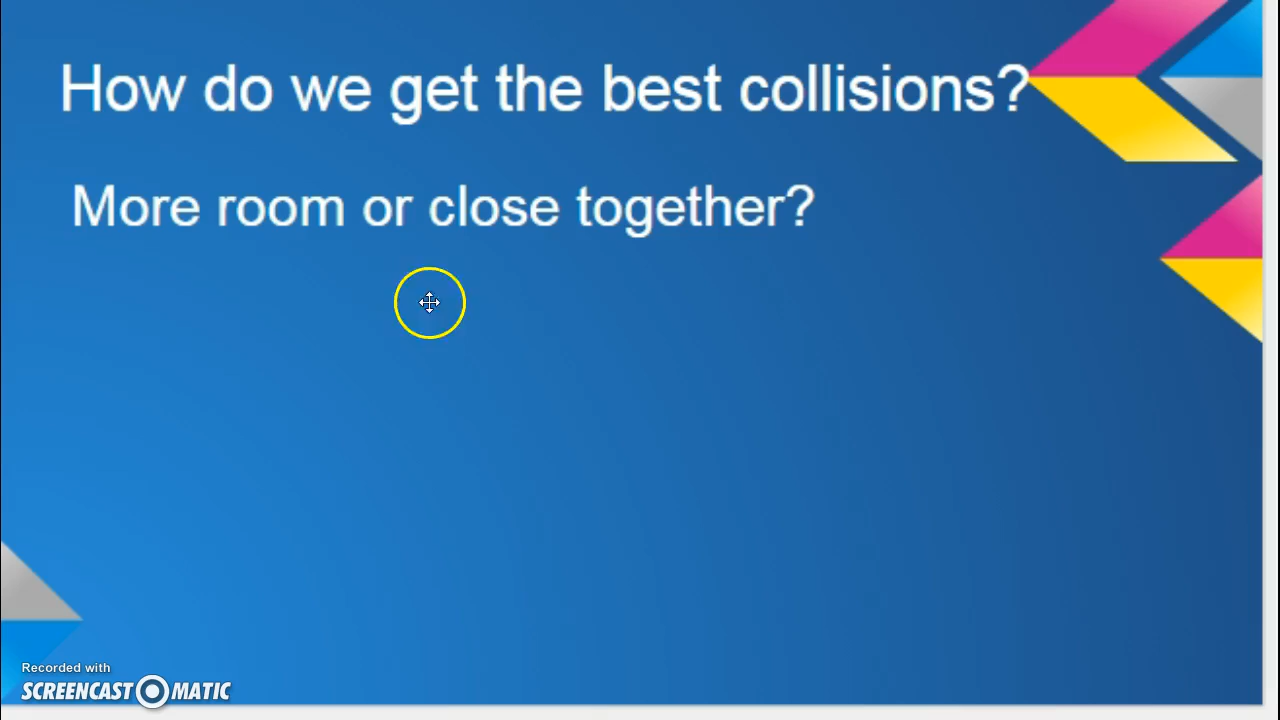 How do we get the best collisions?
More room or close together?
Recorded with
SCREENCAST O MATIC